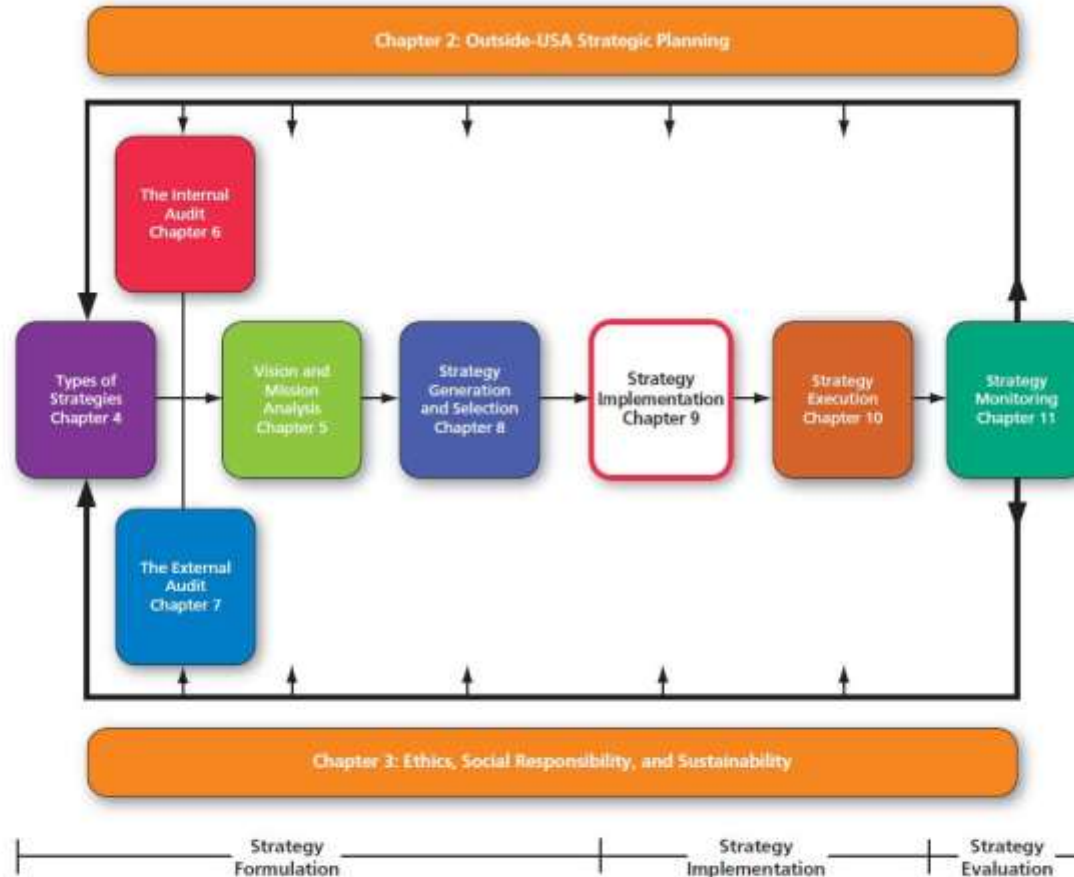 Chapter 2: Outside-USA Strategic Planning
The Internal
Audit
Chapter 6
Types of
Strategies
Chapter 4
Vision and
Mission
Analysis
Chapter 5
Strategy
Generation
and Selection
Chapter 8
Strategy
Implementation
Chapter 9
Strategy
Execution
Chapter 10
Strategy
Monitoring
Chapter 11
The External
Audit
Chapter 7
Chapter 3: Ethics, Social Responsibility, and Sustainability
Strategy
Formulation
Strategy
Implementation
Strategy
Evaluation